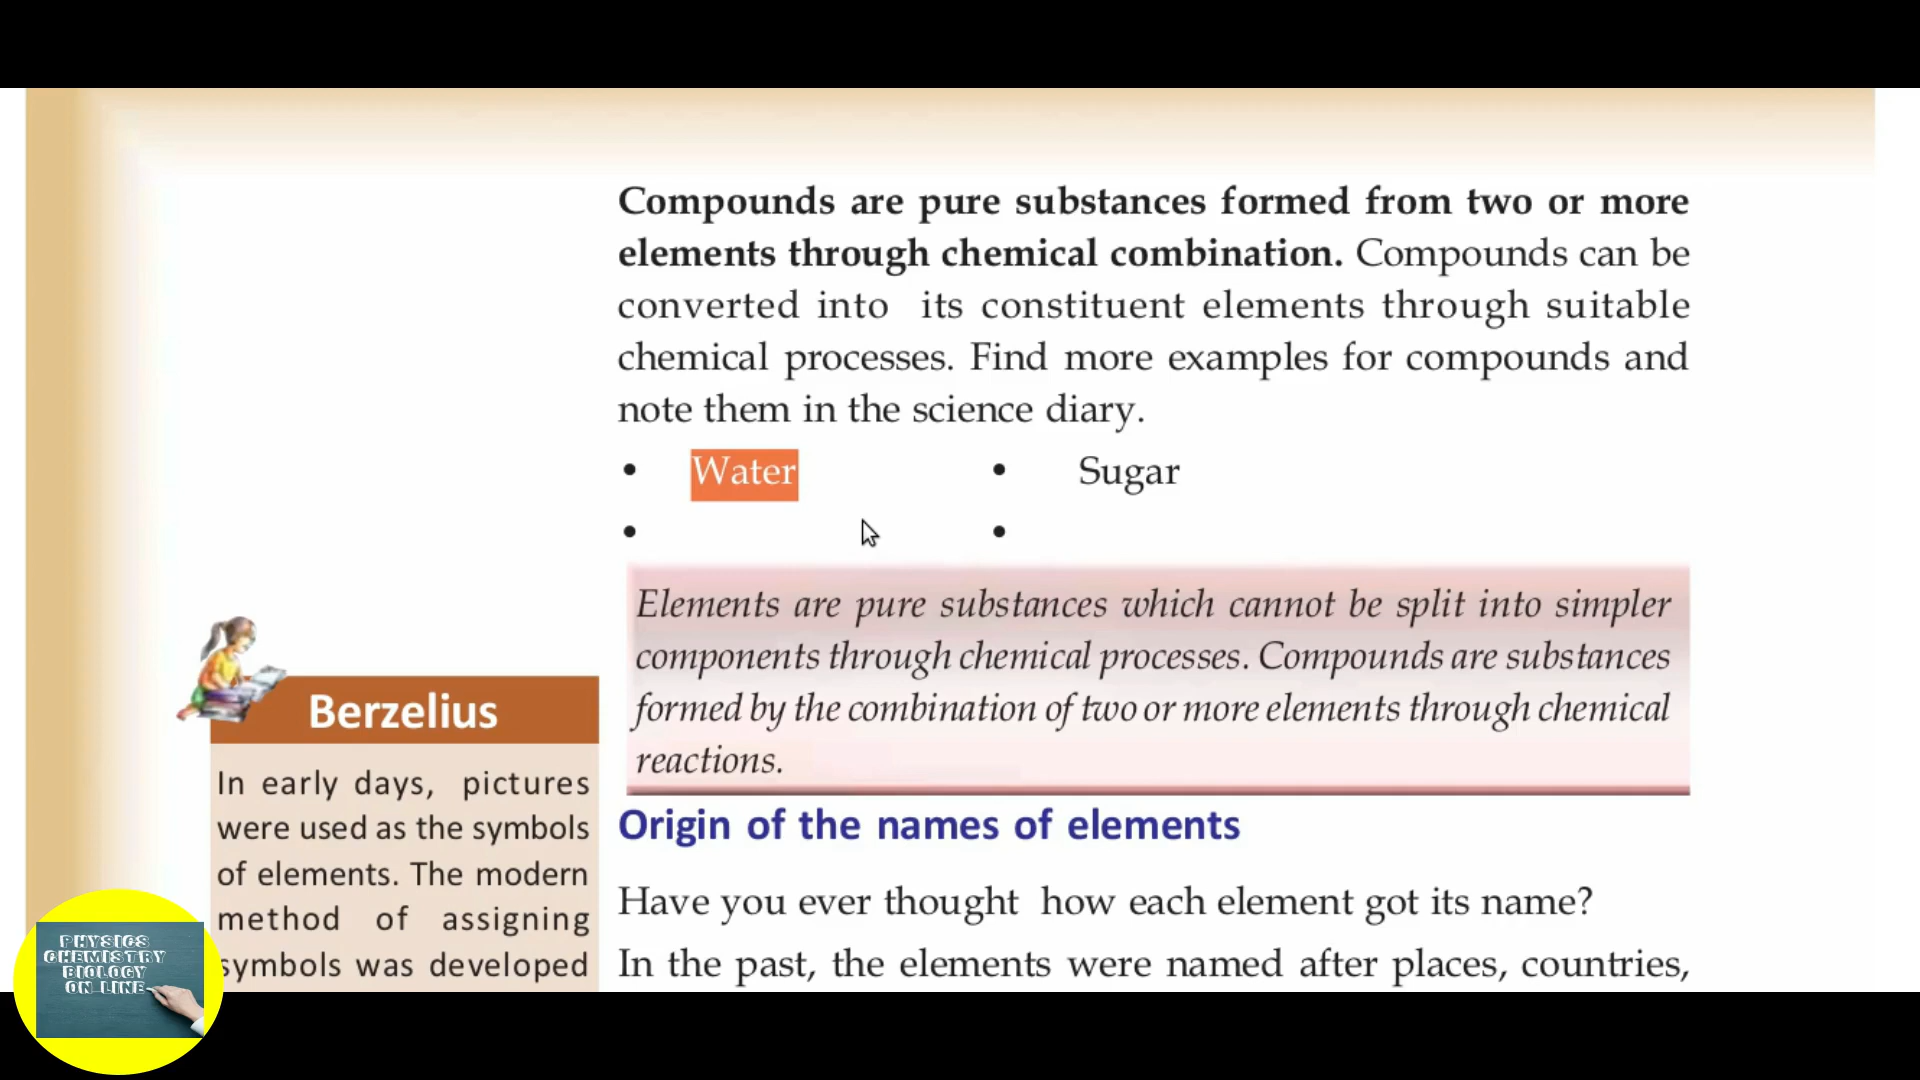 Compounds are pure substances formed from two or more
elements through chemical combination. Compounds can be
converted into its constituent elements through suitable
chemical processes. Find more examples for compounds and
note them in the science diary.
• Water • Sugar
• •
Elements are pure substances which cannot be split into simpler
components through chemical processes. Compounds are substances
formed by the combination of two or more elements through chemical
reactions.
Origin of the names of elements
Have you ever thought how each element got its name?
In the past, the elements were named after places, countries,
Berzelius
In early days, pictures
were used as the symbols
of elements. The modern
method of assigning
symbols was developed
PHYSICS
CHEMISTRY
BIOLOGY
ON LINE